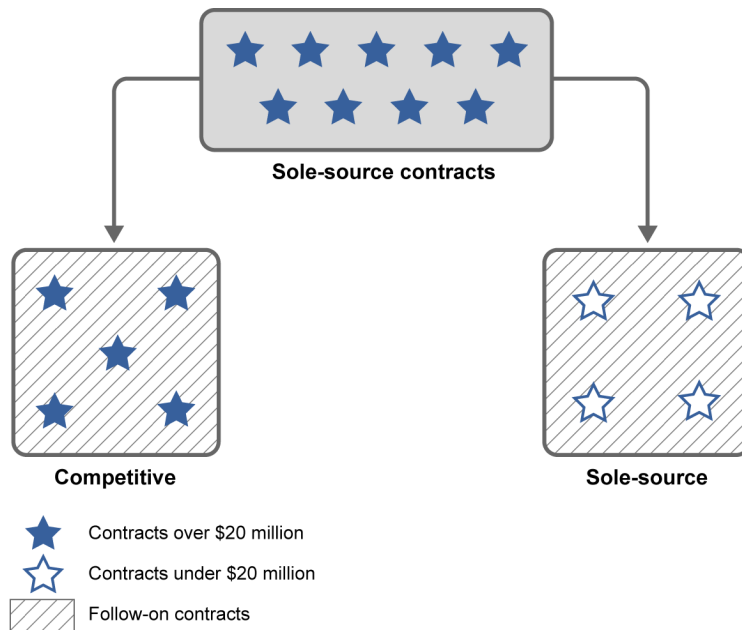 Sole-source contracts
Competitive
Sole-source
Contracts over $20 million
Contracts under $20 million
Follow-on contracts